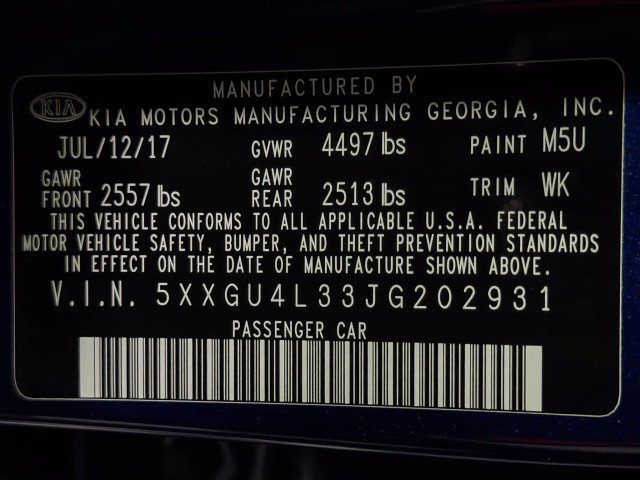 MANUFACTURED BY
KIA KIA MOTORS MANUFACTURING GEORGIA, INC.
JUL/12/17 GVWR 4497 lbs PAINT M5U
GAWR FRONT 2557 lbs GAWR REAR 2513 lbs TRIM WK
THIS VEHICLE CONFORMS TO ALL APPLICABLE U.S.A. FEDERAL
MOTOR VEHICLE SAFETY, BUMPER, AND THEFT PREVENTION STANDARDS
IN EFFECT ON THE DATE OF MANUFACTURE SHOWN ABOVE.
V.I.N. 5XXGU4L33JG202931
PASSENGER CAR